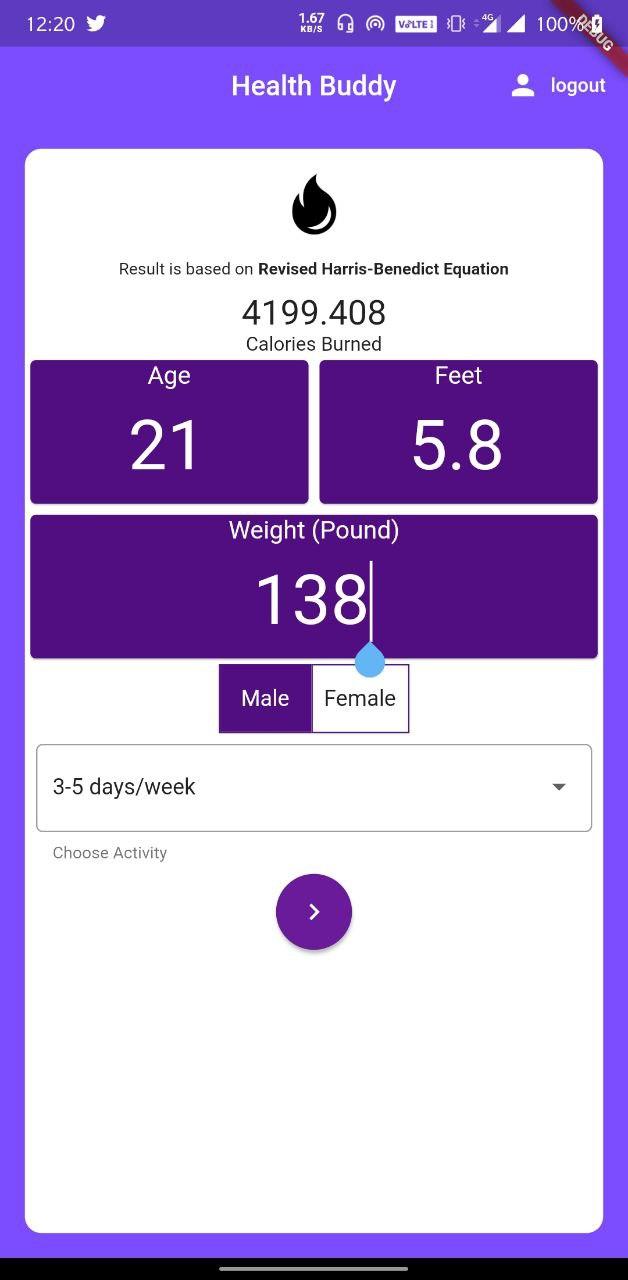 12:20 1.67 KB/S VoLTE 4G 100% DEBUG
Health Buddy logout
Result is based on Revised Harris-Benedict Equation
4199.408
Calories Burned
Age Feet
21 5.8
Weight (Pound)
138
Male Female
3-5 days/week
Choose Activity